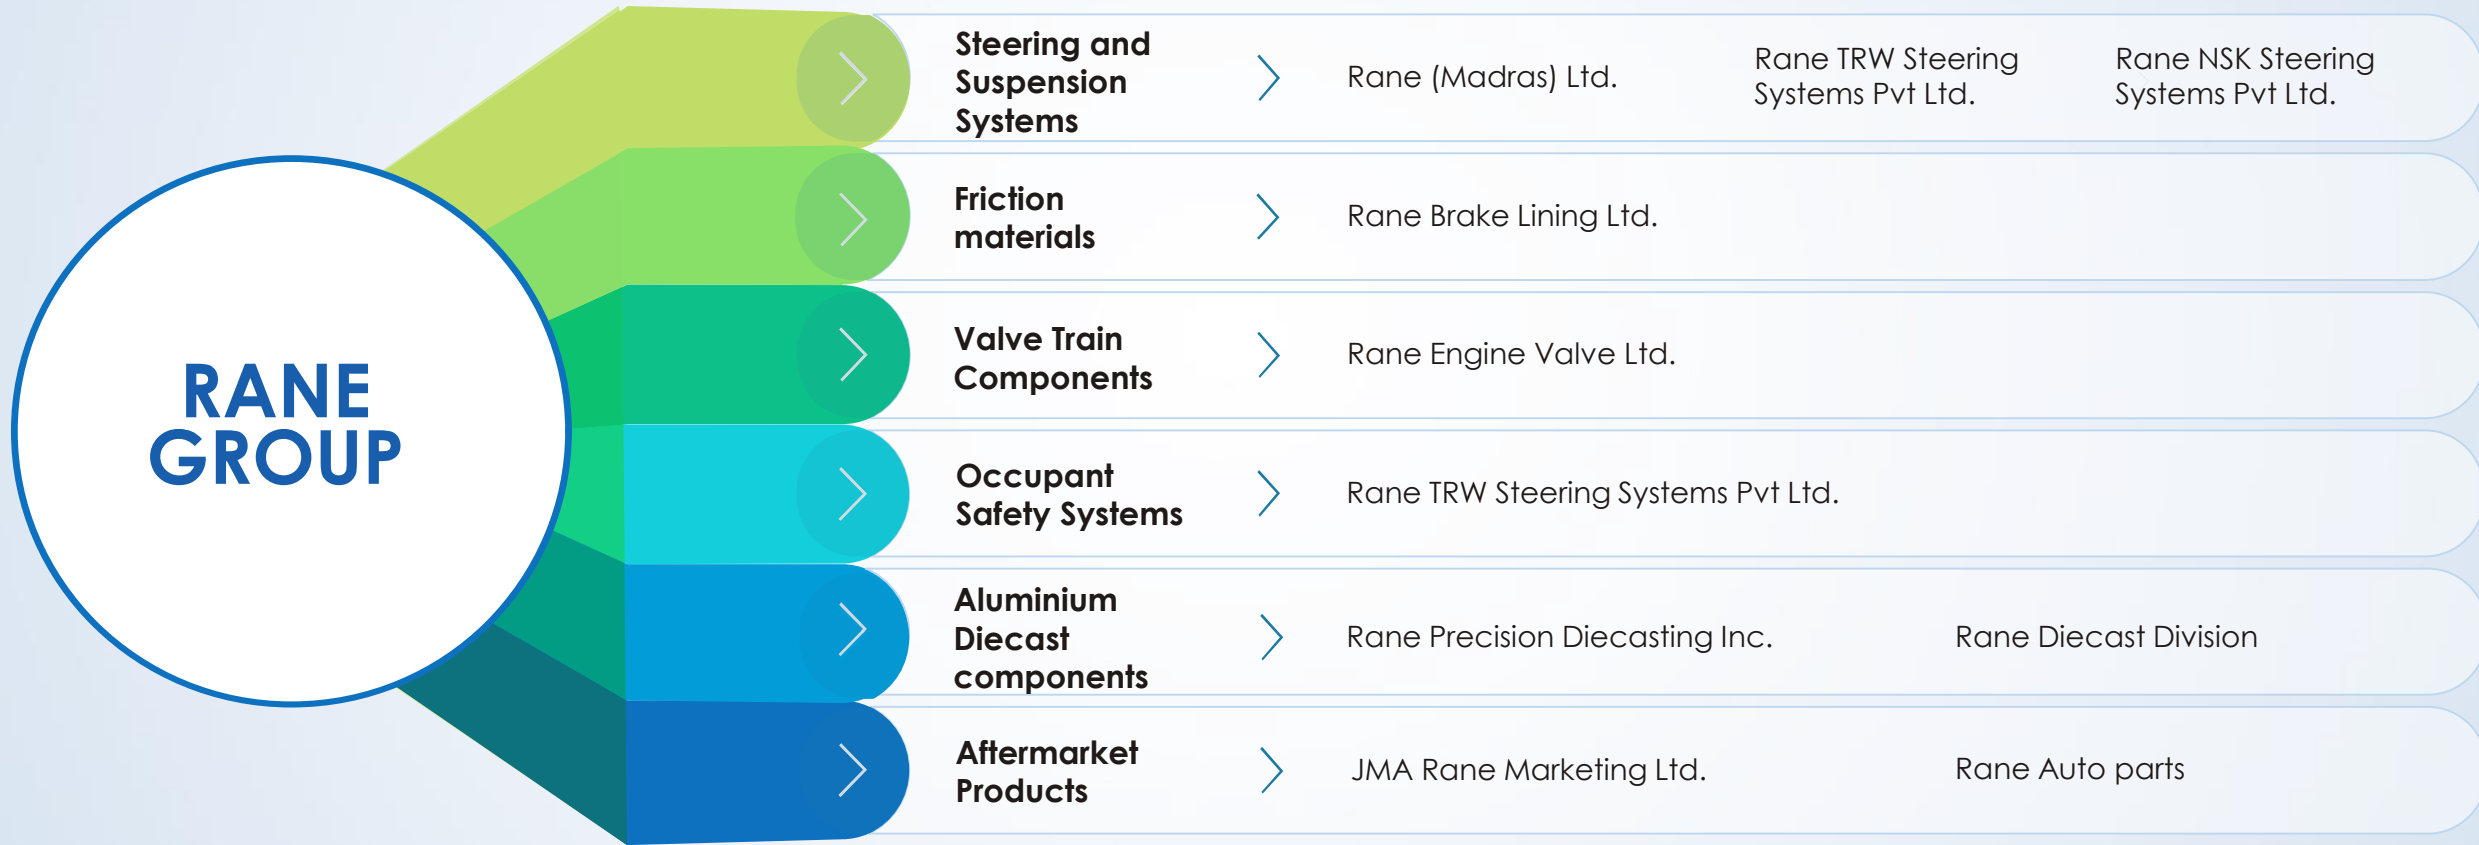 RANE
GROUP
Steering and
Suspension
Systems
Rane (Madras) Ltd.
Rane TRW Steering
Systems Pvt Ltd.
Rane NSK Steering
Systems Pvt Ltd.
Friction
materials
Rane Brake Lining Ltd.
Valve Train
Components
Rane Engine Valve Ltd.
Occupant
Safety Systems
Rane TRW Steering Systems Pvt Ltd.
Aluminium
Diecast
components
Rane Precision Diecasting Inc.
Rane Diecast Division
Aftermarket
Products
JMA Rane Marketing Ltd.
Rane Auto parts